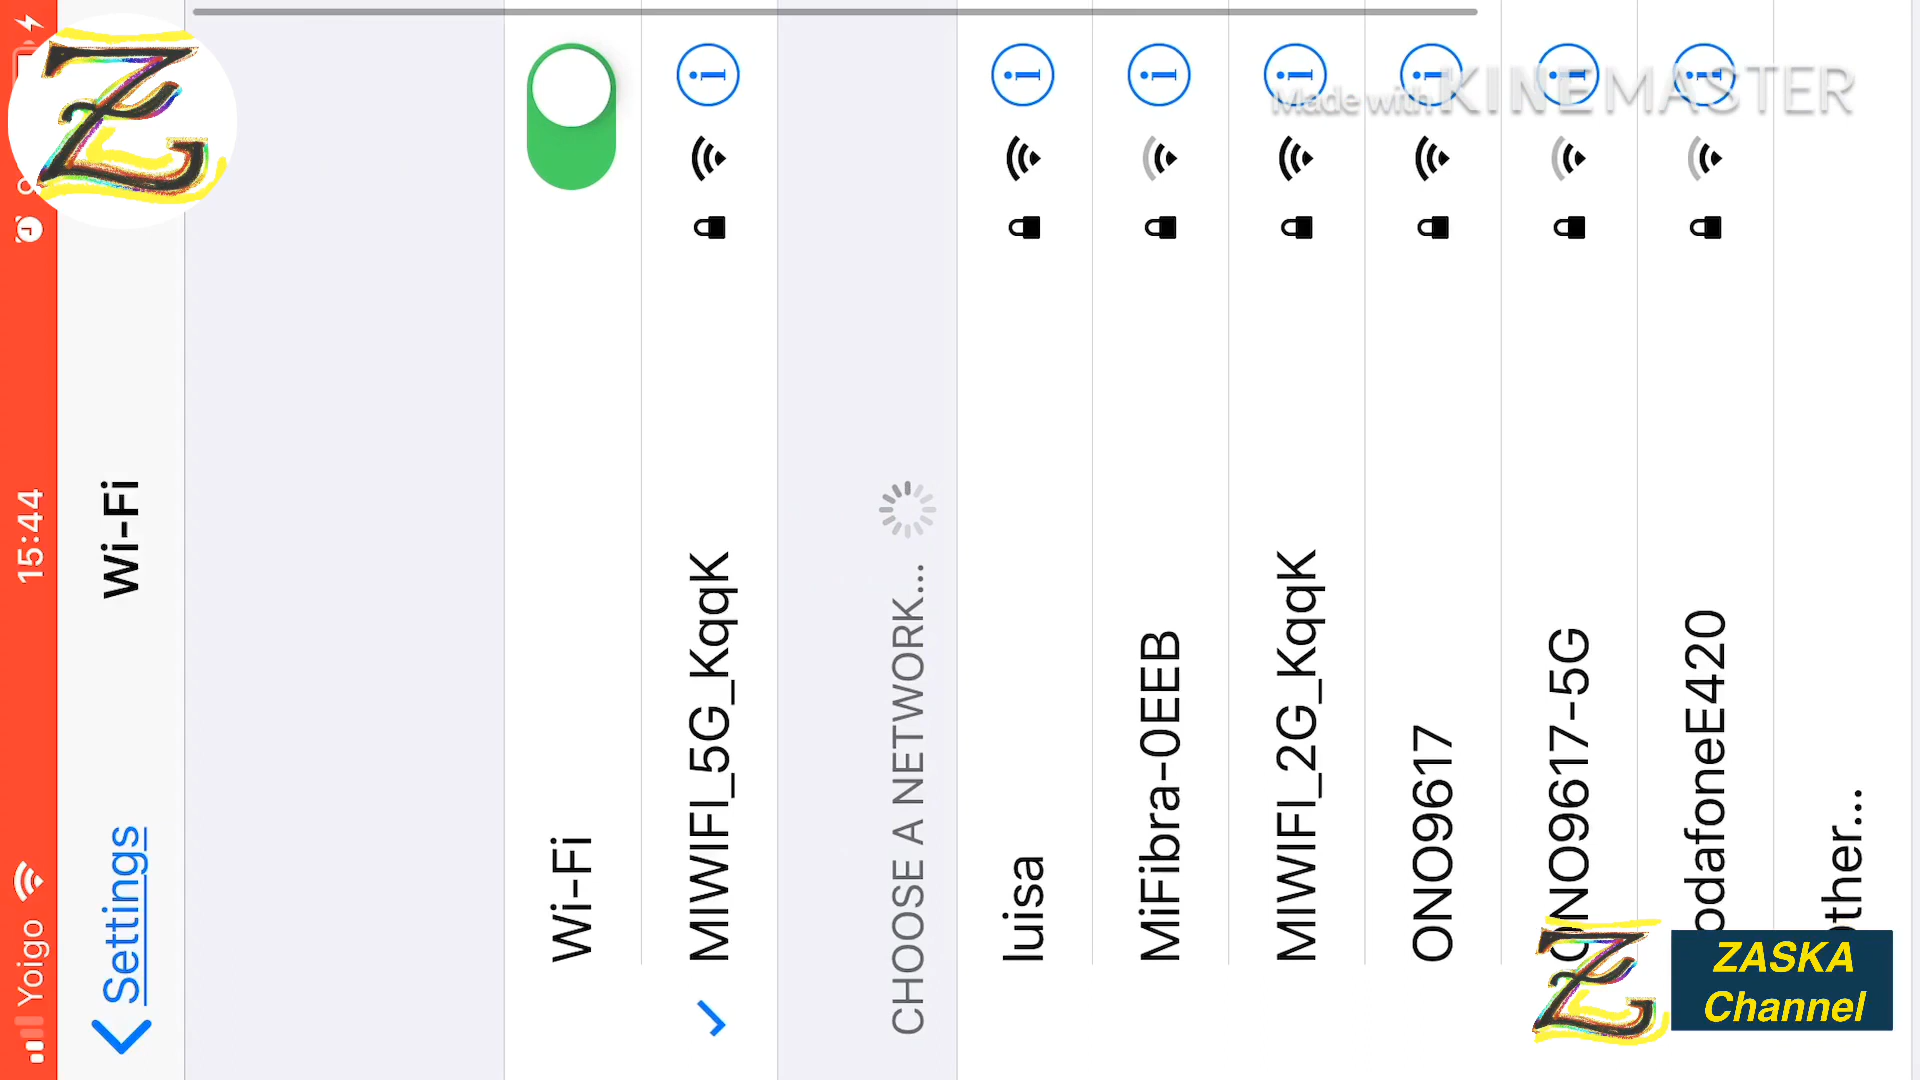 Yoigo
15:44
Settings
Wi-Fi
Wi-Fi
MIWIFI_5G_KqqK
CHOOSE A NETWORK...
luisa
MiFibra-0EEB
MIWIFI_2G_KqqK
ONO9617
ONO9617-5G
odafoneE420
ther...
Made with KINEMASTER
Z
Z
ZASKA
Channel